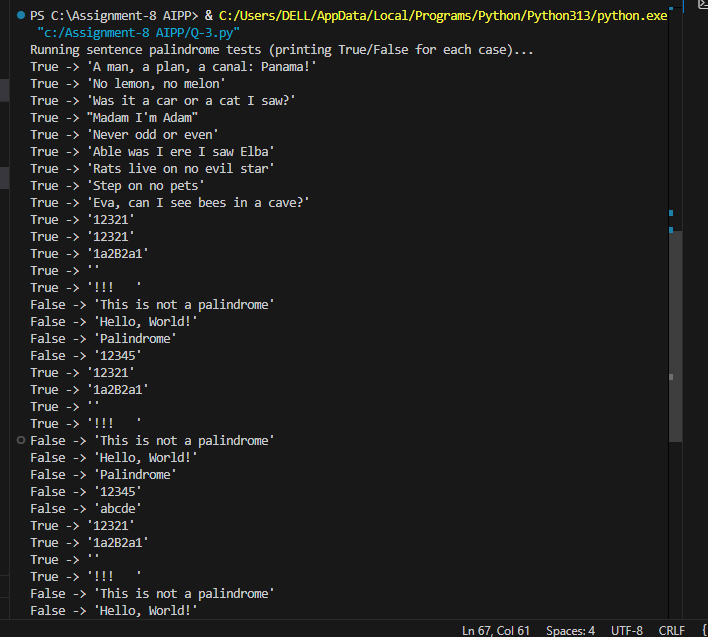 PS C:\Assignment-8 AIPP> & C:/Users/DELL/AppData/Local/Programs/Python/Python313/python.exe
"c:/Assignment-8 AIPP/Q-3.py"
Running sentence palindrome tests (printing True/False for each case)...
True -> 'A man, a plan, a canal: Panama!'
True -> 'No lemon, no melon'
True -> 'Was it a car or a cat I saw?'
True -> "Madam I'm Adam"
True -> 'Never odd or even'
True -> 'Able was I ere I saw Elba'
True -> 'Rats live on no evil star'
True -> 'Step on no pets'
True -> 'Eva, can I see bees in a cave?'
True -> '12321'
True -> '12321'
True -> '1a2B2a1'
True -> ''
True -> '!!!   '
False -> 'This is not a palindrome'
False -> 'Hello, World!'
False -> 'Palindrome'
False -> '12345'
True -> '12321'
True -> '1a2B2a1'
True -> ''
True -> '!!!   '
False -> 'This is not a palindrome'
False -> 'Hello, World!'
False -> 'Palindrome'
False -> '12345'
False -> 'abcde'
True -> '12321'
True -> '1a2B2a1'
True -> ''
True -> '!!!   '
False -> 'This is not a palindrome'
False -> 'Hello, World!'
Ln 67, Col 61 Spaces: 4 UTF-8 CRLF {